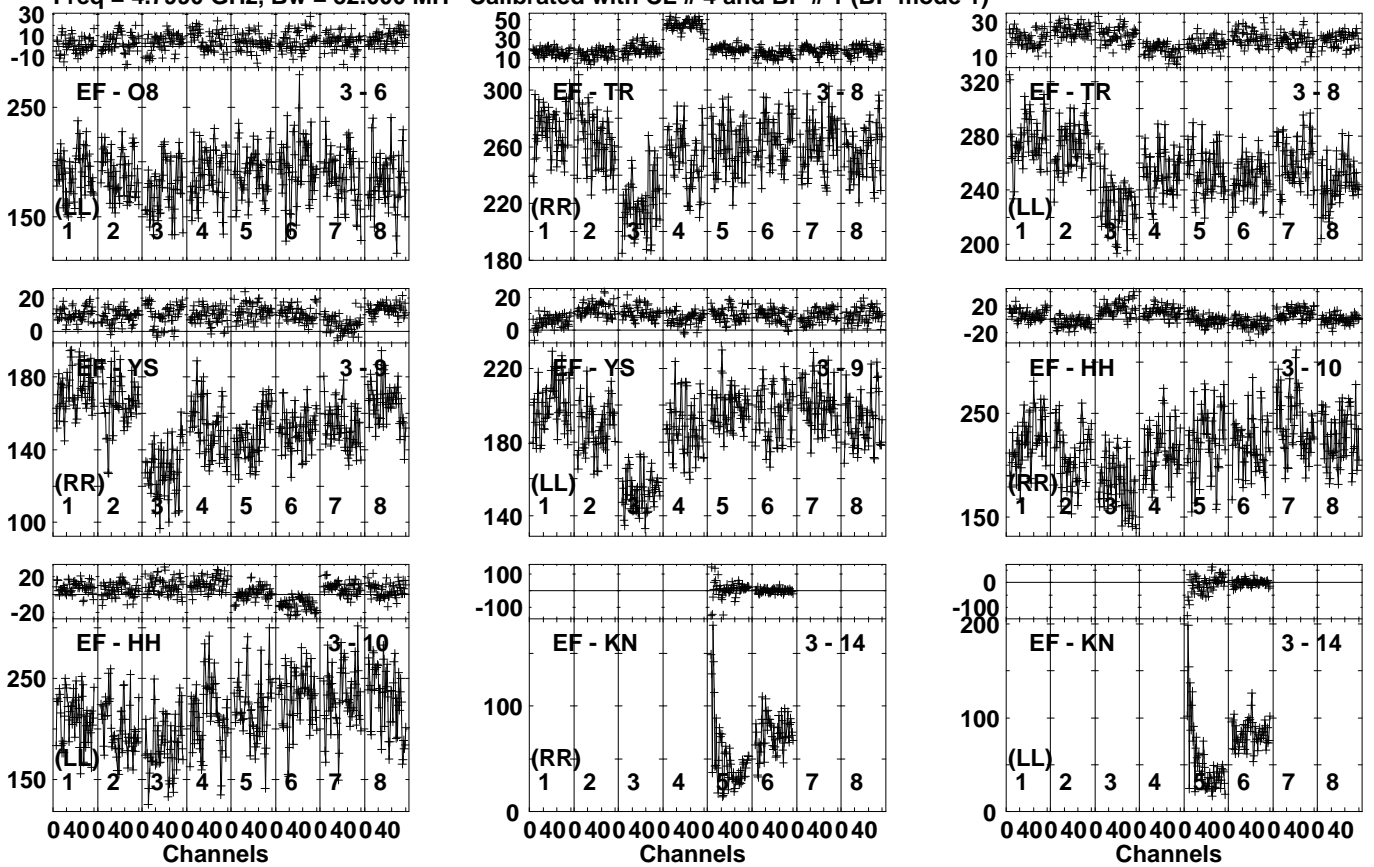 Freq = 4.7990 GHz, Bw = 32.000 MH Calibrated with CL # 4 and BP # 1 (BP mode 1)
30
10
-10
EF - O8 3 - 6
250
150
(LL)
1 2 3 4 5 6 7 8
50
30
10
EF - TR 3 - 8
300
260
220
180
(RR)
1 2 3 4 5 6 7 8
30
10
EF - TR 3 - 8
320
280
240
200
(LL)
1 2 3 4 5 6 7 8
20
0
EF - YS 3 - 9
180
140
100
(RR)
1 2 3 4 5 6 7 8
20
0
EF - YS 3 - 9
220
180
140
(LL)
1 2 3 4 5 6 7 8
20
-20
EF - HH 3 - 10
250
150
(RR)
1 2 3 4 5 6 7 8
20
-20
EF - HH 3 - 10
250
150
(LL)
1 2 3 4 5 6 7 8
0 40 0 40 0 40 0 40 0 40 0 40 0 40 0 40
Channels
100
-100
EF - KN 3 - 14
100
0
(RR)
1 2 3 4 5 6 7 8
0 40 0 40 0 40 0 40 0 40 0 40 0 40 0 40
Channels
0
-100
200
EF - KN 3 - 14
100
0
(LL)
1 2 3 4 5 6 7 8
0 40 0 40 0 40 0 40 0 40 0 40 0 40 0 40
Channels